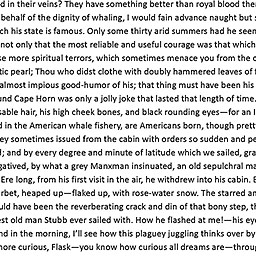 d in their veins? They have something better than royal blood ther
behalf of the dignity of whaling, I would fain advance naught but s
ch his state is famous. Only some thirty arid summers had he seen
not only that the most reliable and useful courage was that which
se more spiritual terrors, which sometimes menace you from the c
tic pearl; Thou who didst clothe with doubly hammered leaves of f
almost impious good-humor of his; that thing must have been his
und Cape Horn was only a jolly joke that lasted that length of time.
sable hair, his high cheek bones, and black rounding eyes—for an I
d in the American whale fishery, are Americans born, though prett
ey sometimes issued from the cabin with orders so sudden and pe
d; and by every degree and minute of latitude which we sailed, gra
gatived, by what a grey Manxman insinuated, an old sepulchral ma
Ere long, from his first visit in the air, he withdrew into his cabin. E
rbet, heaped up—flaked up, with rose-water snow. The starred an
uld have been the reverberating crack and din of that bony step, th
est old man Stubb ever sailed with. How he flashed at me!—his eye
nd in the morning, I'll see how this plaguey juggling thinks over by
more curious, Flask—you know how curious all dreams are—throu